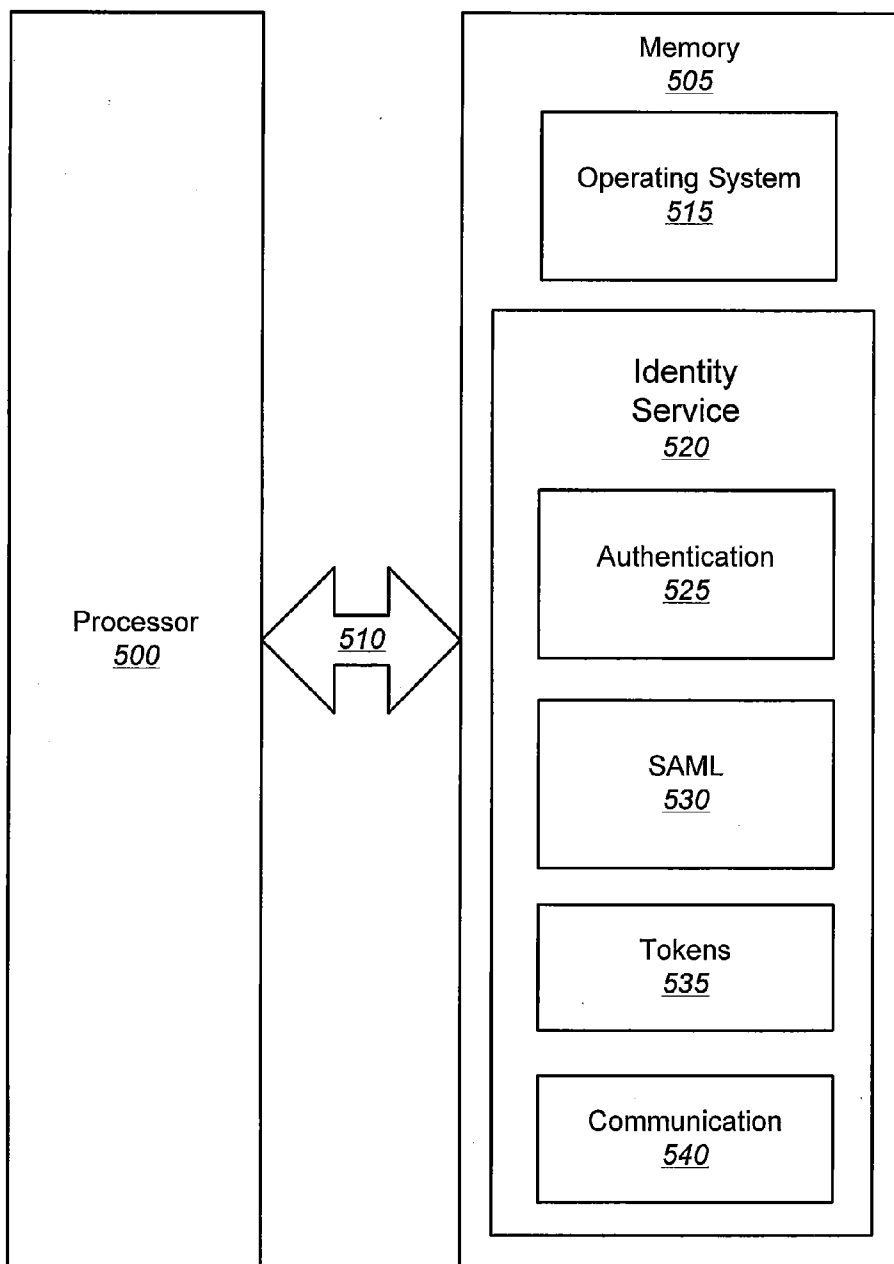 Memory
505
Operating System
515
Identity
Service
520
Authentication
525
Processor
500
510
SAML
530
Tokens
535
Communication
540